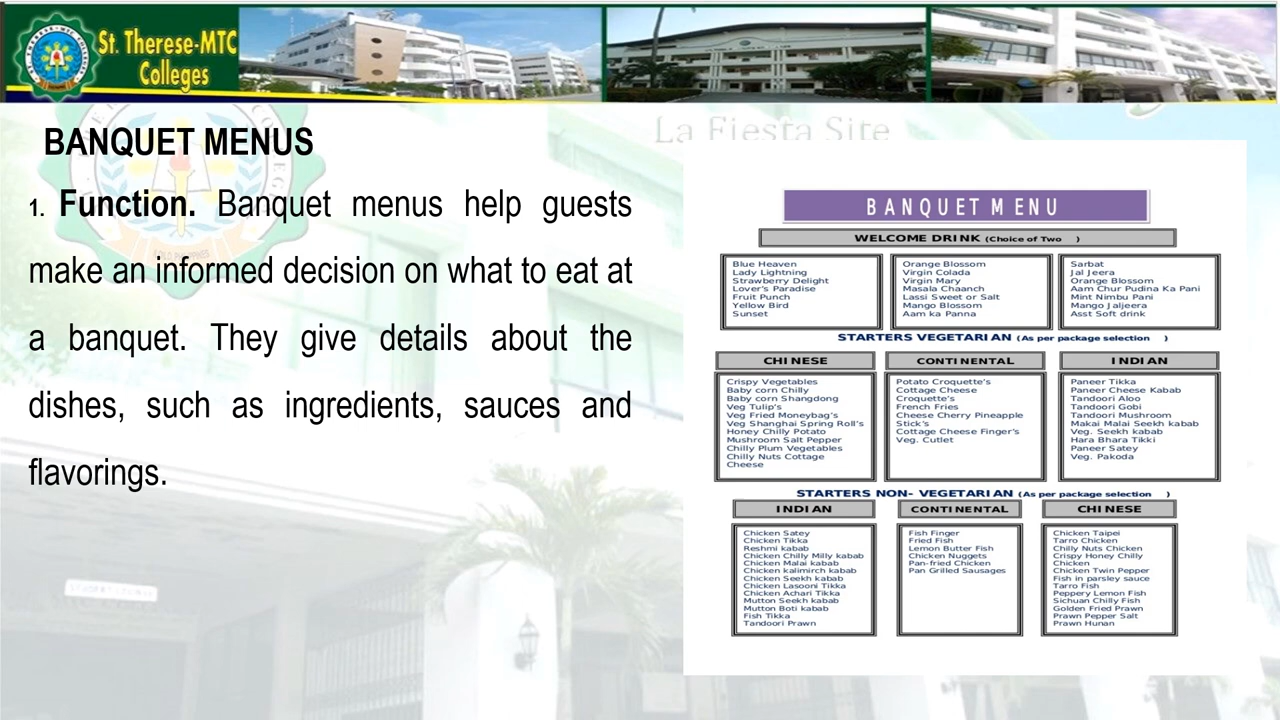 St. Therese-MTC
Colleges
La Fiesta Site
BANQUET MENUS
1. Function. Banquet menus help guests
make an informed decision on what to eat at
a banquet. They give details about the
dishes, such as ingredients, sauces and
flavorings.
BANQUET MENU
WELCOME DRINK (Choice of Two )
Blue Heaven
Lady Lightning
Strawberry Delight
Lover's Paradise
Fruit Punch
Yellow Bird
Sunset
Orange Blossom
Virgin Colada
Virgin Mary
Masala Chaanch
Lassi Sweet or Salt
Mango Blossom
Aam ka Panna
Sarbat
Jal Jeera
Orange Blossom
Aam Chur Pudina Ka Pani
Mint Nimbu Pani
Mango Jaljeera
Asst Soft drink
STARTERS VEGETARIAN (As per package selection )
CHINESE
Crispy Vegetables
Baby corn Chilly
Baby corn Shangdong
Veg Tulip's
Veg Fried Moneybag's
Veg Shanghai Spring Roll's
Honey Chilly Potato
Mushroom Salt Pepper
Chilly Plum Vegetables
Chilly Nuts Cottage
Cheese
CONTINENTAL
Potato Croquette's
Cottage Cheese
Croquette's
French Fries
Cheese Cherry Pineapple
Stick's
Cottage Cheese Finger's
Veg. Cutlet
INDIAN
Paneer Tikka
Paneer Cheese Kabab
Tandoori Aloo
Tandoori Gobi
Tandoori Mushroom
Makai Malai Seekh kabab
Veg. Seekh kabab
Hara Bhara Tikki
Paneer Satey
Veg. Pakoda
STARTERS NON- VEGETARIAN (As per package selection )
INDIAN
Chicken Satey
Chicken Tikka
Reshmi kabab
Chicken Chilly Milly kabab
Chicken Malai kabab
Chicken kalimirch kabab
Chicken Seekh kabab
Chicken Lasooni Tikka
Chicken Achari Tikka
Mutton Seekh kabab
Mutton Boti kabab
Fish Tikka
Tandoori Prawn
CONTINENTAL
Fish Finger
Fried Fish
Lemon Butter Fish
Chicken Nuggets
Pan-fried Chicken
Pan Grilled Sausages
CHINESE
Chicken Taipei
Tarro Chicken
Chilly Nuts Chicken
Crispy Honey Chilly
Chicken
Chicken Twin Pepper
Fish in parsley sauce
Tarro Fish
Peppery Lemon Fish
Sichuan Chilly Fish
Golden Fried Prawn
Prawn Pepper Salt
Prawn Hunan